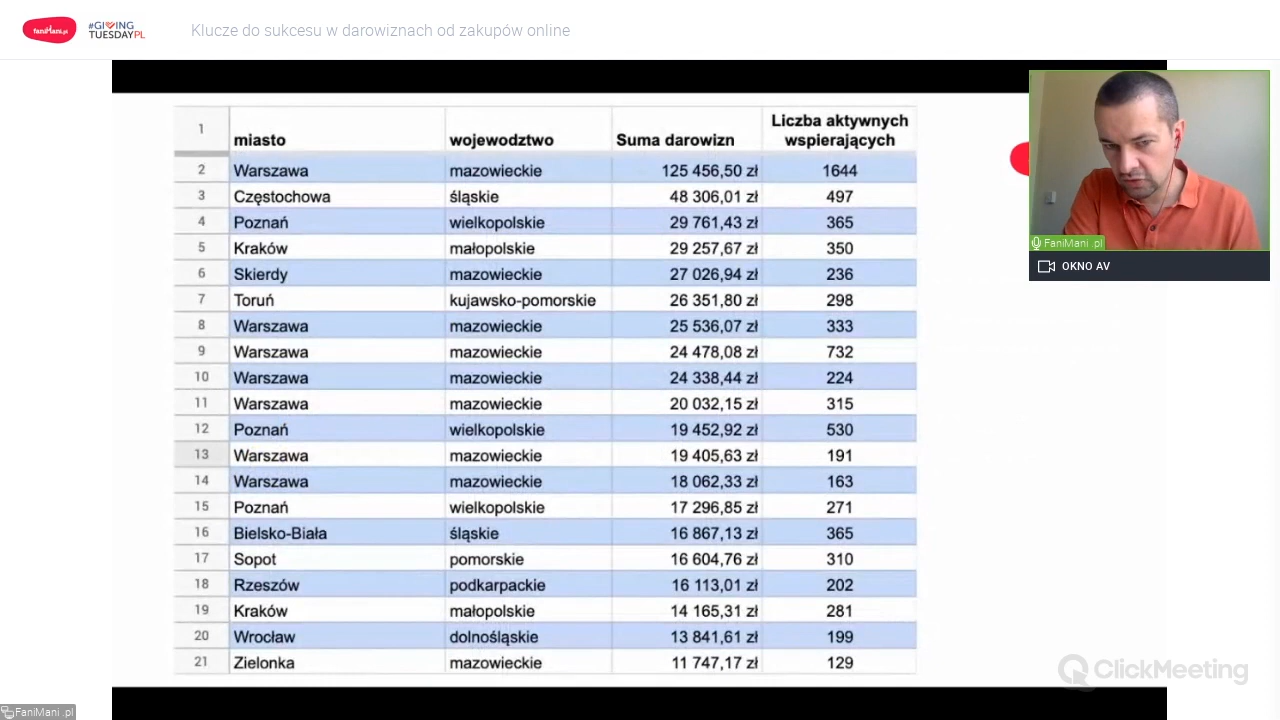 faniMani.pl
#GIVING
TUESDAYPL
Klucze do sukcesu w darowiznach od zakupów online
1 miasto wojewodztwo Suma darowizn Liczba aktywnych wspierających
2 Warszawa mazowieckie 125 456,50 zł 1644
3 Częstochowa śląskie 48 306,01 zł 497
4 Poznań wielkopolskie 29 761,43 zł 365
5 Kraków małopolskie 29 257,67 zł 350
6 Skierdy mazowieckie 27 026,94 zł 236
7 Toruń kujawsko-pomorskie 26 351,80 zł 298
8 Warszawa mazowieckie 25 536,07 zł 333
9 Warszawa mazowieckie 24 478,08 zł 732
10 Warszawa mazowieckie 24 338,44 zł 224
11 Warszawa mazowieckie 20 032,15 zł 315
12 Poznań wielkopolskie 19 452,92 zł 530
13 Warszawa mazowieckie 19 405,63 zł 191
14 Warszawa mazowieckie 18 062,33 zł 163
15 Poznań wielkopolskie 17 296,85 zł 271
16 Bielsko-Biała śląskie 16 867,13 zł 365
17 Sopot pomorskie 16 604,76 zł 310
18 Rzeszów podkarpackie 16 113,01 zł 202
19 Kraków małopolskie 14 165,31 zł 281
20 Wrocław dolnośląskie 13 841,61 zł 199
21 Zielonka mazowieckie 11 747,17 zł 129
FaniMani .pl
OKNO AV
ClickMeeting
FaniMani .pl